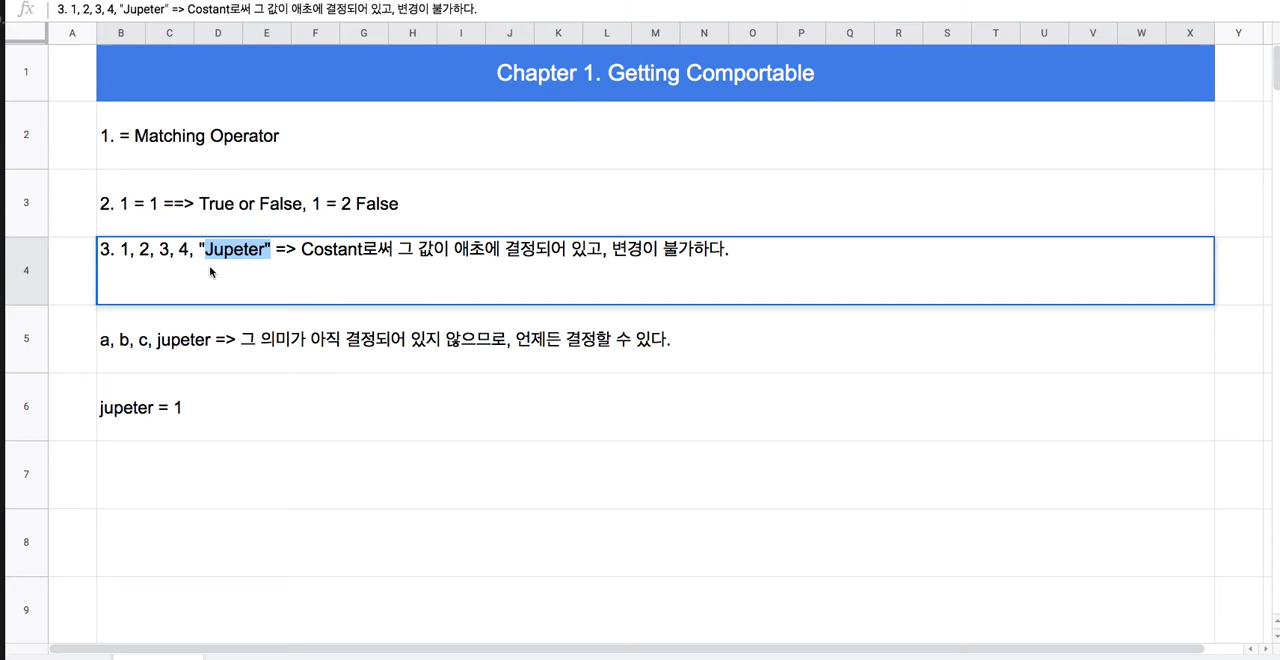 fx 3. 1, 2, 3, 4, "Jupeter" => Costant로써 그 값이 애초에 결정되어 있고, 변경이 불가하다.
A B C D E F G H I J K L M N O P Q R S T U V W X Y
1 Chapter 1. Getting Comportable
2 1. = Matching Operator
3 2. 1 = 1 ==> True or False, 1 = 2 False
4 3. 1, 2, 3, 4, "Jupeter" => Costant로써 그 값이 애초에 결정되어 있고, 변경이 불가하다.
5 a, b, c, jupeter => 그 의미가 아직 결정되어 있지 않으므로, 언제든 결정할 수 있다.
6 jupeter = 1
7
8
9